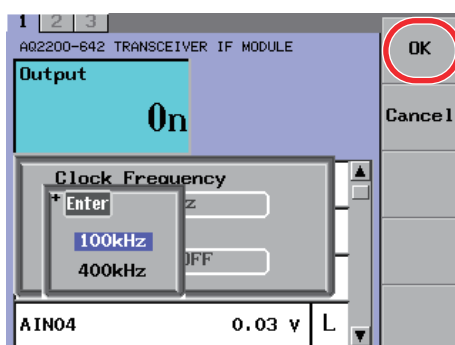 1 2 3
AQ2200-642 TRANSCEIVER IF MODULE
OK
Output
On
Cancel
Clock Frequency
+ Enter
z
100kHz
OFF
400kHz
AIN04 0.03 V L